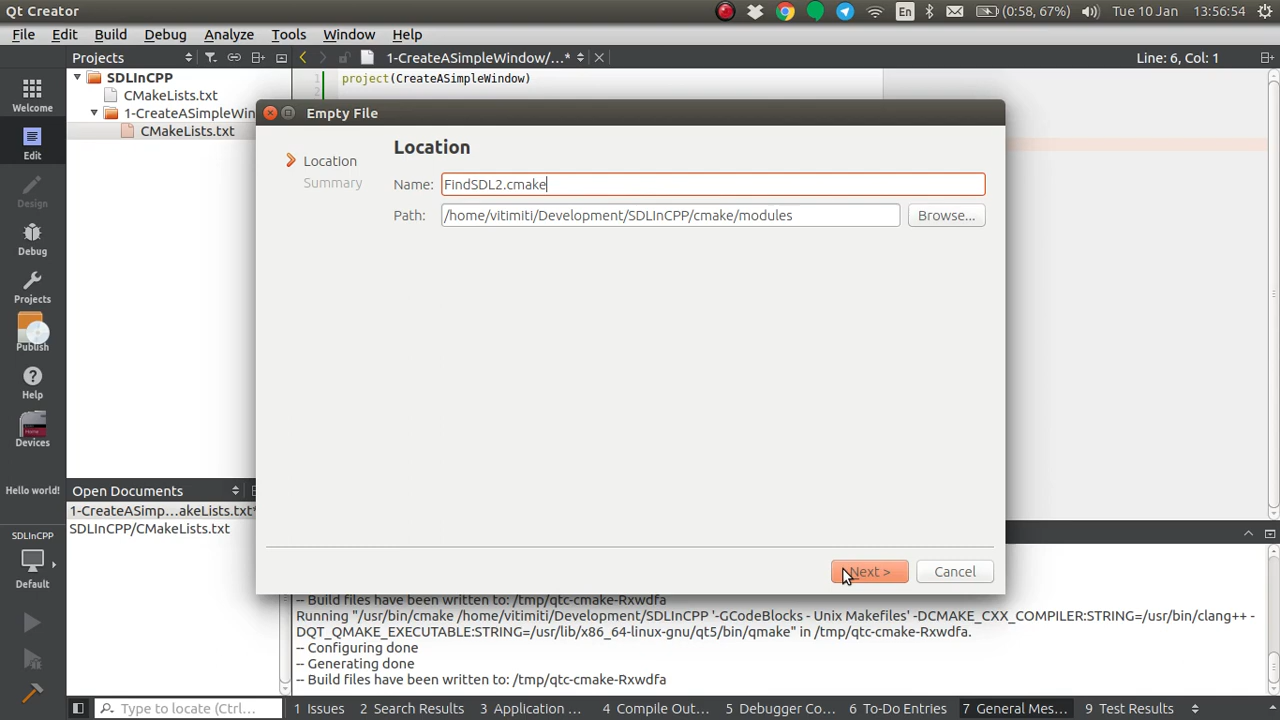 Qt Creator
En
(0:58, 67%)
Tue 10 Jan
13:56:54
File Edit Build Debug Analyze Tools Window Help
Projects
1-CreateASimpleWindow/...*
Line: 6, Col: 1
Welcome
Edit
Design
Debug
Projects
Publish
Help
Devices
Hello world!
SDLInCPP
Default
SDLInCPP
CMakeLists.txt
1-CreateASimpleWin
CMakeLists.txt
1 project(CreateASimpleWindow)
2
Empty File
Location
Summary
Location
Name: FindSDL2.cmake
Path: /home/vitimiti/Development/SDLInCPP/cmake/modules Browse...
Next > Cancel
Open Documents
1-CreateASimp...akeLists.txt*
SDLInCPP/CMakeLists.txt
-- Build files have been written to: /tmp/qtc-cmake-Rxwdfa
Running "/usr/bin/cmake /home/vitimiti/Development/SDLInCPP '-GCodeBlocks - Unix Makefiles' -DCMAKE_CXX_COMPILER:STRING=/usr/bin/clang++ -
DQT_QMAKE_EXECUTABLE:STRING=/usr/lib/x86_64-linux-gnu/qt5/bin/qmake" in /tmp/qtc-cmake-Rxwdfa.
-- Configuring done
-- Generating done
-- Build files have been written to: /tmp/qtc-cmake-Rxwdfa
Type to locate (Ctrl... 1 Issues 2 Search Results 3 Application ... 4 Compile Out... 5 Debugger Co... 6 To-Do Entries 7 General Mes... 9 Test Results